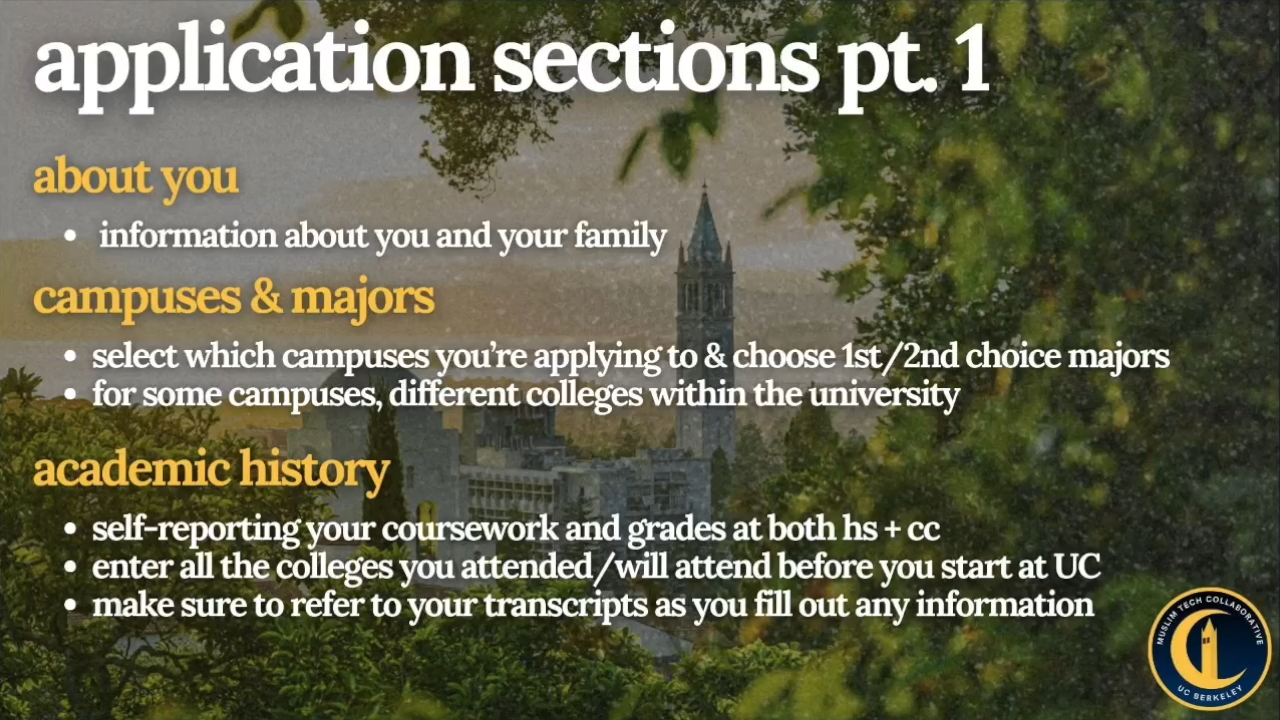 application sections pt. 1
about you
• information about you and your family
campuses & majors
• select which campuses you're applying to & choose 1st/2nd choice majors
• for some campuses, different colleges within the university
academic history
• self-reporting your coursework and grades at both hs + cc
• enter all the colleges you attended/will attend before you start at UC
• make sure to refer to your transcripts as you fill out any information
MUSLIM TECH COLLABORATIVE
UC BERKELEY